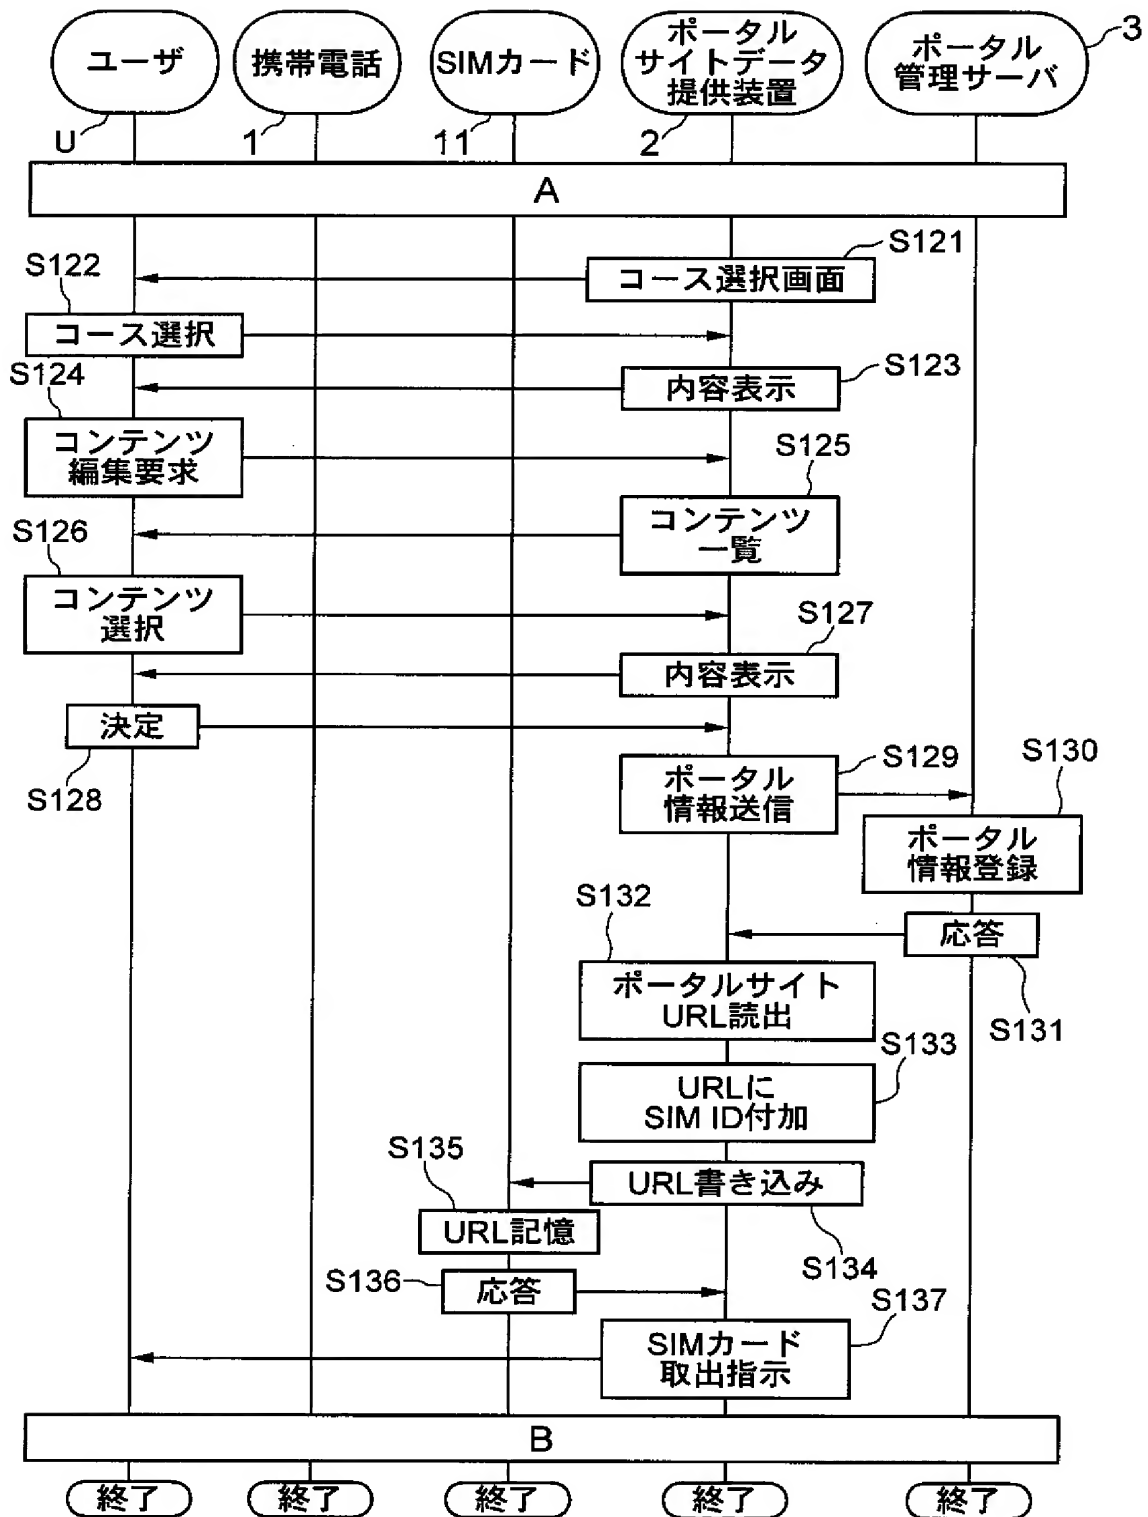 ユーザ
携帯電話
SIMカード
ポータル
サイトデータ
提供装置
ポータル
管理サーバ
3
U
1
11
2
A
S121
コース選択画面
S122
コース選択
S123
内容表示
S124
コンテンツ
編集要求
S125
コンテンツ
一覧
S126
コンテンツ
選択
S127
内容表示
決定
S128
S129
ポータル
情報送信
S130
ポータル
情報登録
応答
S131
S132
ポータルサイト
URL読出
S133
URLに
SIM ID付加
URL書き込み
S134
S135
URL記憶
S136
応答
S137
SIMカード
取出指示
B
終了
終了
終了
終了
終了